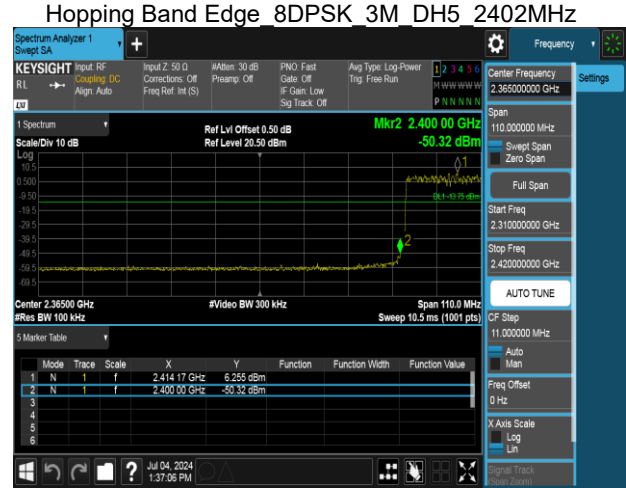 Hopping Band Edge_8DPSK_3M_DH5_2402MHz
Spectrum Analyzer 1
Swept SA
Frequency
KEYSIGHT
RL
LXI
Input: RF
Coupling: DC
Align: Auto
Input Z: 50 Ω
Corrections: Off
Freq Ref: Int (S)
#Atten: 30 dB
Preamp: Off
PNO: Fast
Gate: Off
IF Gain: Low
Sig Track: Off
Avg Type: Log-Power
Trig: Free Run
1 2 3 4 5 6
M W W W W W
P N N N N N
1 Spectrum
Scale/Div 10 dB
Ref Lvl Offset 0.50 dB
Ref Level 20.50 dBm
Mkr2 2.400 00 GHz
-50.32 dBm
Log
10.5
0.500
-9.50
-19.5
-29.5
-39.5
-49.5
-59.5
-69.5
1
DL1 -13.75 dBm
2
Center 2.36500 GHz
#Video BW 300 kHz
Span 110.0 MHz
#Res BW 100 kHz
Sweep 10.5 ms (1001 pts)
5 Marker Table
Mode Trace Scale X Y Function Function Width Function Value
1 N 1 f 2.414 17 GHz 6.255 dBm
2 N 1 f 2.400 00 GHz -50.32 dBm
3
4
5
6
Jul 04, 2024
1:37:06 PM
Center Frequency
2.365000000 GHz
Settings
Span
110.000000 MHz
Swept Span
Zero Span
Full Span
Start Freq
2.310000000 GHz
Stop Freq
2.420000000 GHz
AUTO TUNE
CF Step
11.000000 MHz
Auto
Man
Freq Offset
0 Hz
X Axis Scale
Log
Lin
Signal Track
(Span Zoom)